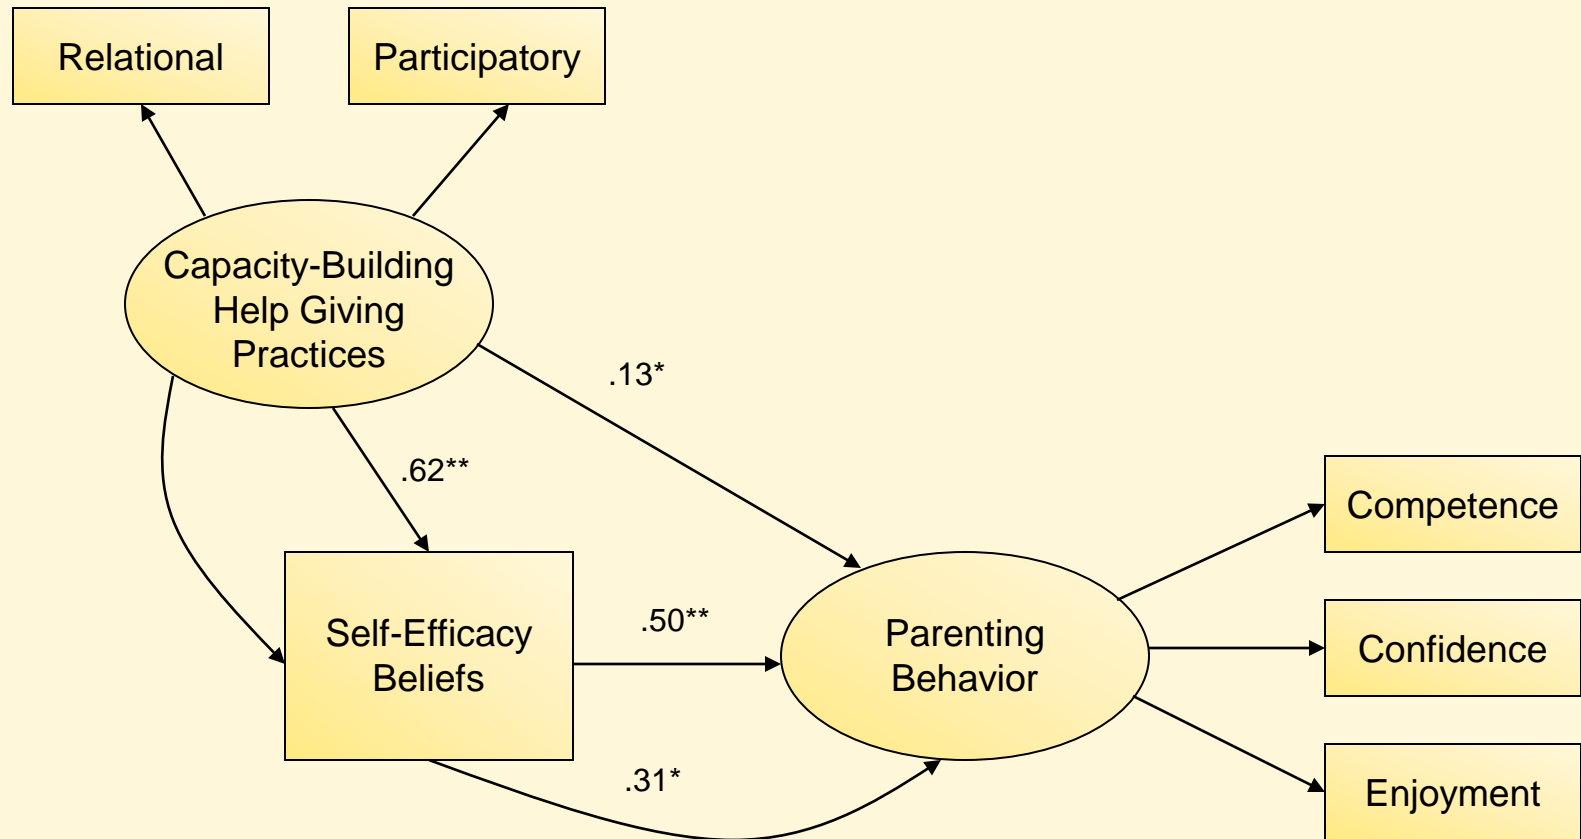 Relational
Participatory
Capacity-Building
Help Giving
Practices
.13*
.62**
Competence
Self-Efficacy
Beliefs
.50**
Parenting
Behavior
Confidence
.31*
Enjoyment